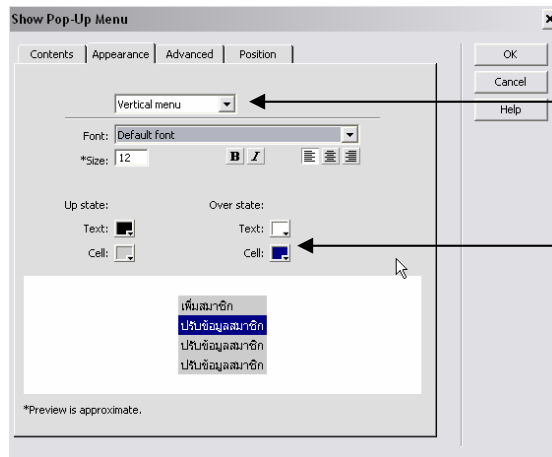 Show Pop-Up Menu
Contents Appearance Advanced Position
OK
Cancel
Help
Vertical menu
Font: Default font
*Size: 12 B I
Up state: Over state:
Text: Text:
Cell: Cell:
เพิ่มสมาชิก
ปรับข้อมูลสมาชิก
ปรับข้อมูลสมาชิก
ปรับข้อมูลสมาชิก
*Preview is approximate.